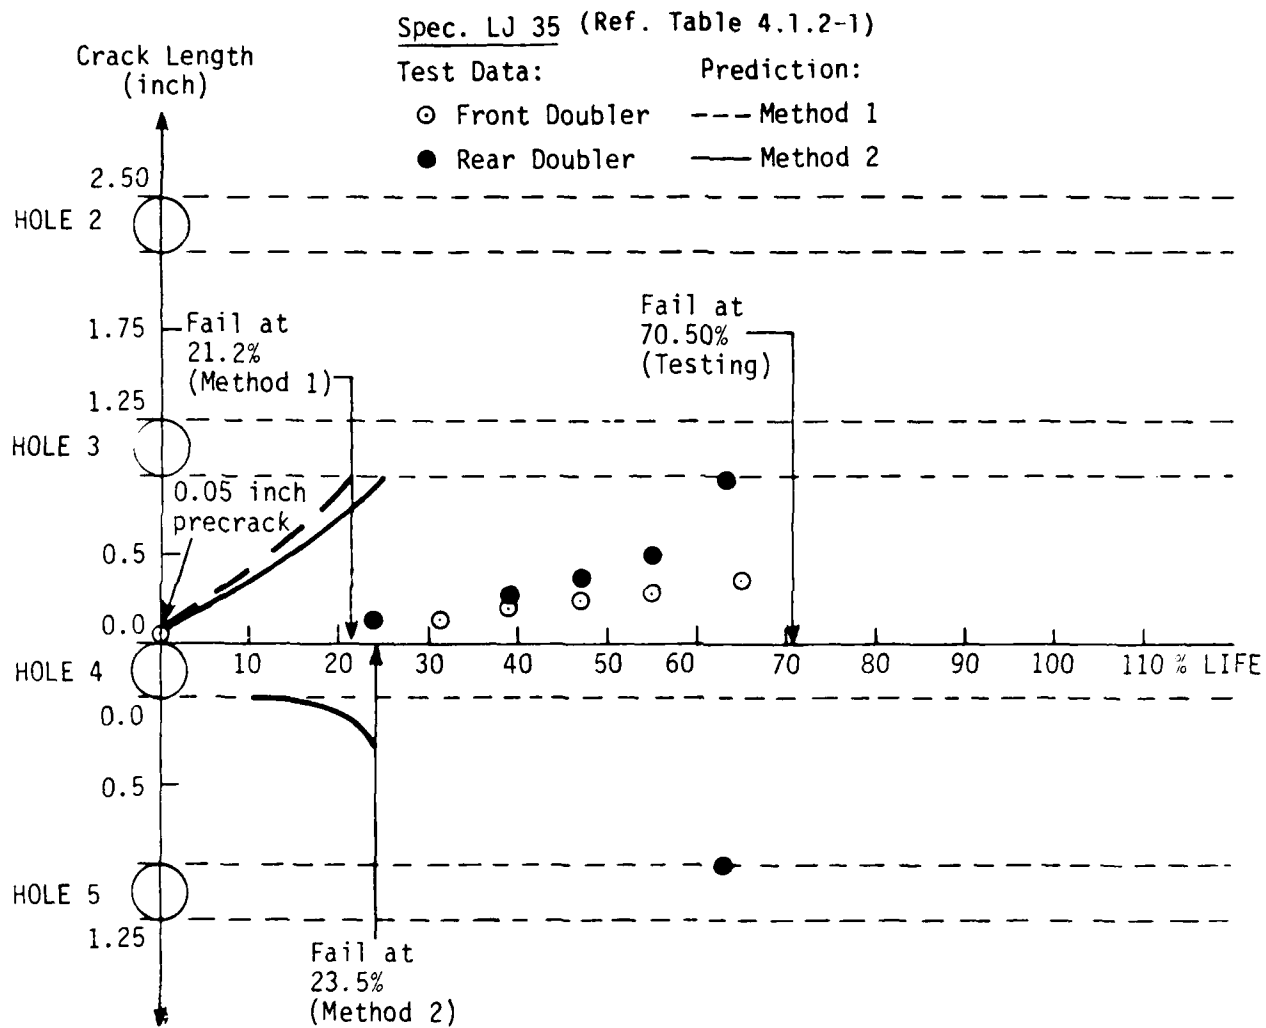 Spec. LJ 35 (Ref. Table 4.1.2-1)
Crack Length
(inch)
Test Data:
Prediction:
Front Doubler
--- Method 1
Rear Doubler
— Method 2
2.50
HOLE 2
1.75
Fail at
21.2%
(Method 1)
Fail at
70.50%
(Testing)
1.25
HOLE 3
0.05 inch
precrack
0.5
0.0
HOLE 4
10 20 30 40 50 60 70 80 90 100 110 % LIFE
0.0
0.5
HOLE 5
1.25
Fail at
23.5%
(Method 2)